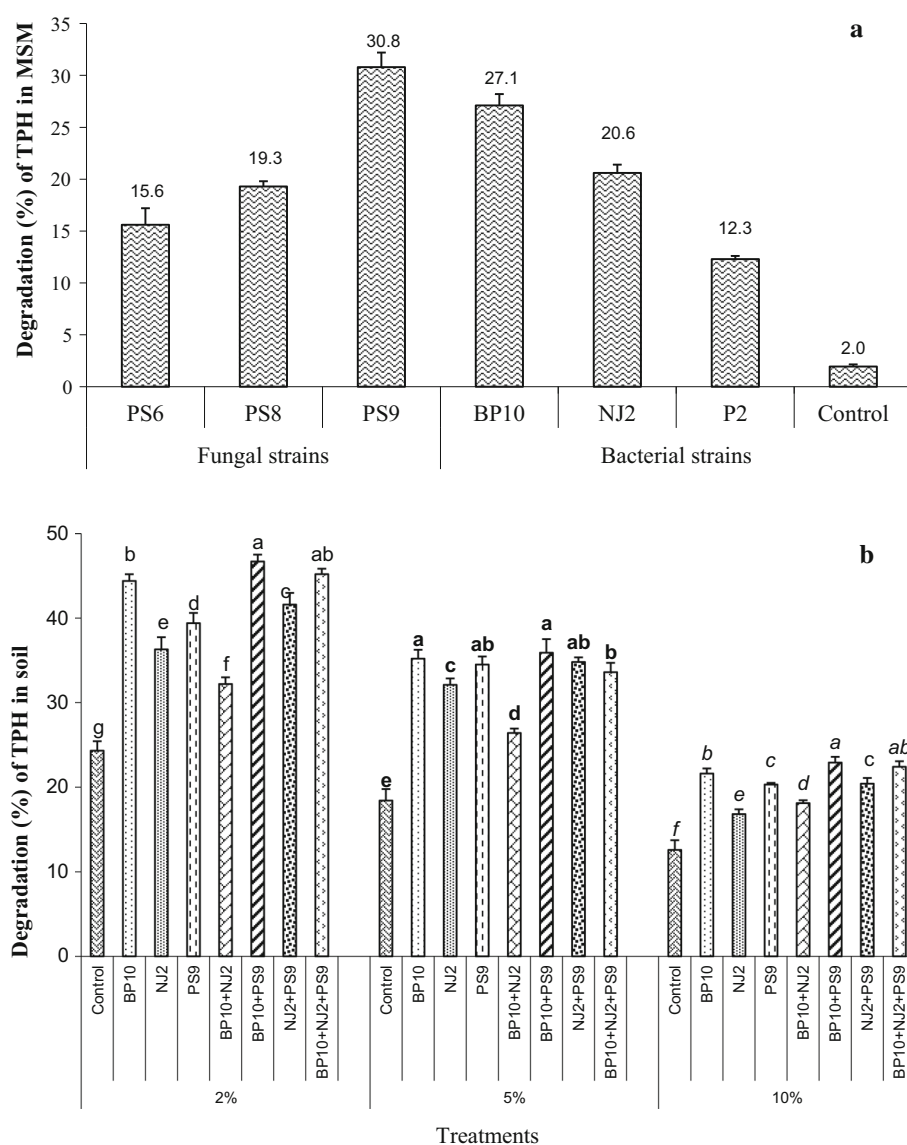 a
Degradation (%) of TPH in MSM
35
30
25
20
15
10
5
0
15.6
19.3
30.8
27.1
20.6
12.3
2.0
PS6 PS8 PS9 BP10 NJ2 P2 Control
Fungal strains Bacterial strains
b
Degradation (%) of TPH in soil
50
40
30
20
10
0
g b e d f a c ab
e a c ab d a ab b
f b e c d a c ab
Control BP10 NJ2 PS9 BP10+NJ2 BP10+PS9 NJ2+PS9 BP10+NJ2+PS9
Control BP10 NJ2 PS9 BP10+NJ2 BP10+PS9 NJ2+PS9 BP10+NJ2+PS9
Control BP10 NJ2 PS9 BP10+NJ2 BP10+PS9 NJ2+PS9 BP10+NJ2+PS9
2% 5% 10%
Treatments